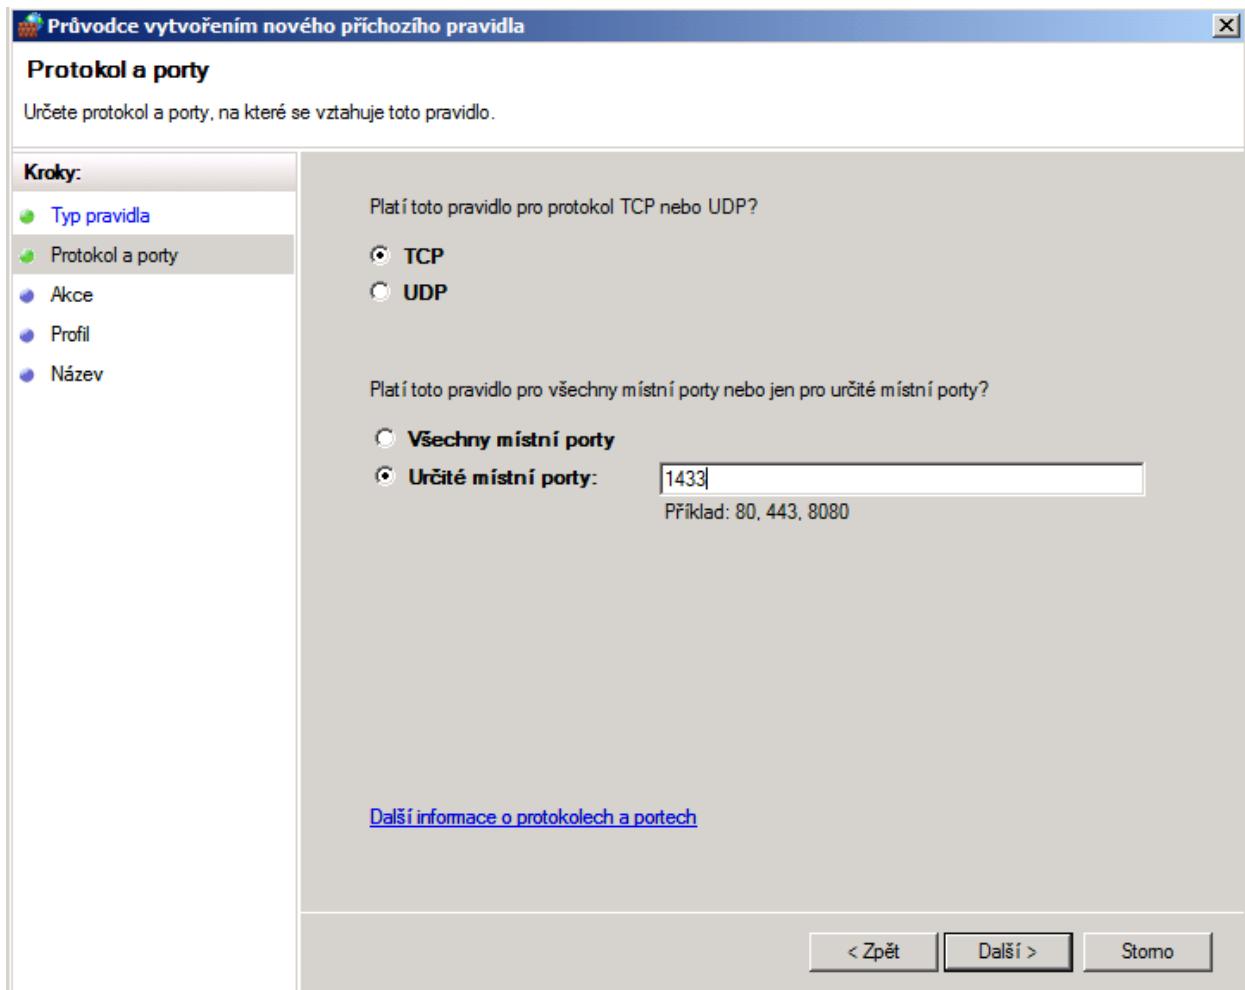 Průvodce vytvořením nového příchozího pravidla
Protokol a porty
Určete protokol a porty, na které se vztahuje toto pravidlo.
Kroky:
Typ pravidla
Protokol a porty
Akce
Profil
Název
Platí toto pravidlo pro protokol TCP nebo UDP?
TCP
UDP
Platí toto pravidlo pro všechny místní porty nebo jen pro určité místní porty?
Všechny místní porty
Určité místní porty: 1433
Příklad: 80, 443, 8080
Další informace o protokolech a portech
< Zpět Další > Storno